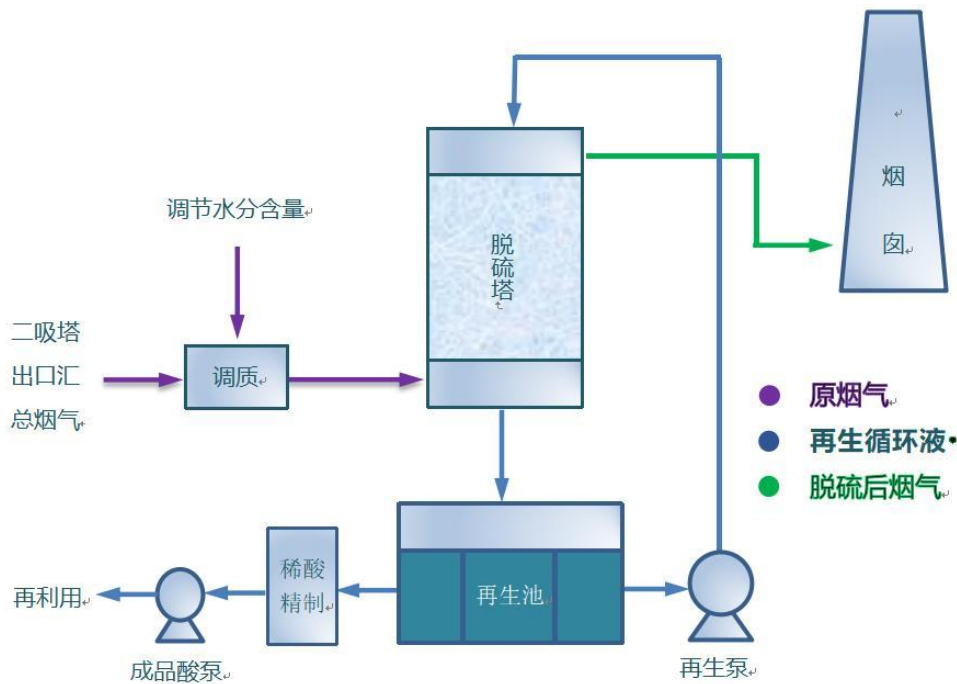 烟
囱
脱
硫
塔
调节水分含量
二吸塔
出口汇
总烟气
调质
原烟气
再生循环液
脱硫后烟气
稀酸
精制
再生池
再利用
成品酸泵
再生泵